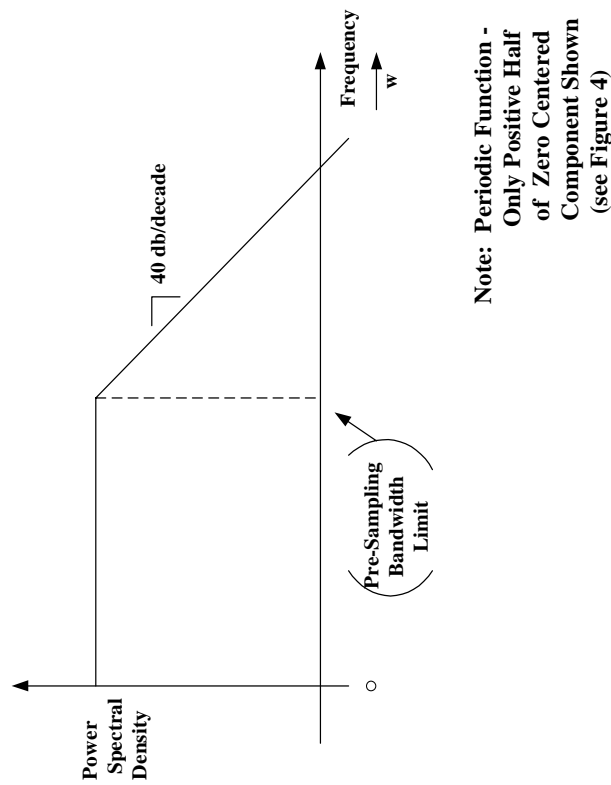 Power
Spectral
Density
40 db/decade
Frequency
w
Pre-Sampling
Bandwidth
Limit
O
Note: Periodic Function -
Only Positive Half
of Zero Centered
Component Shown
(see Figure 4)